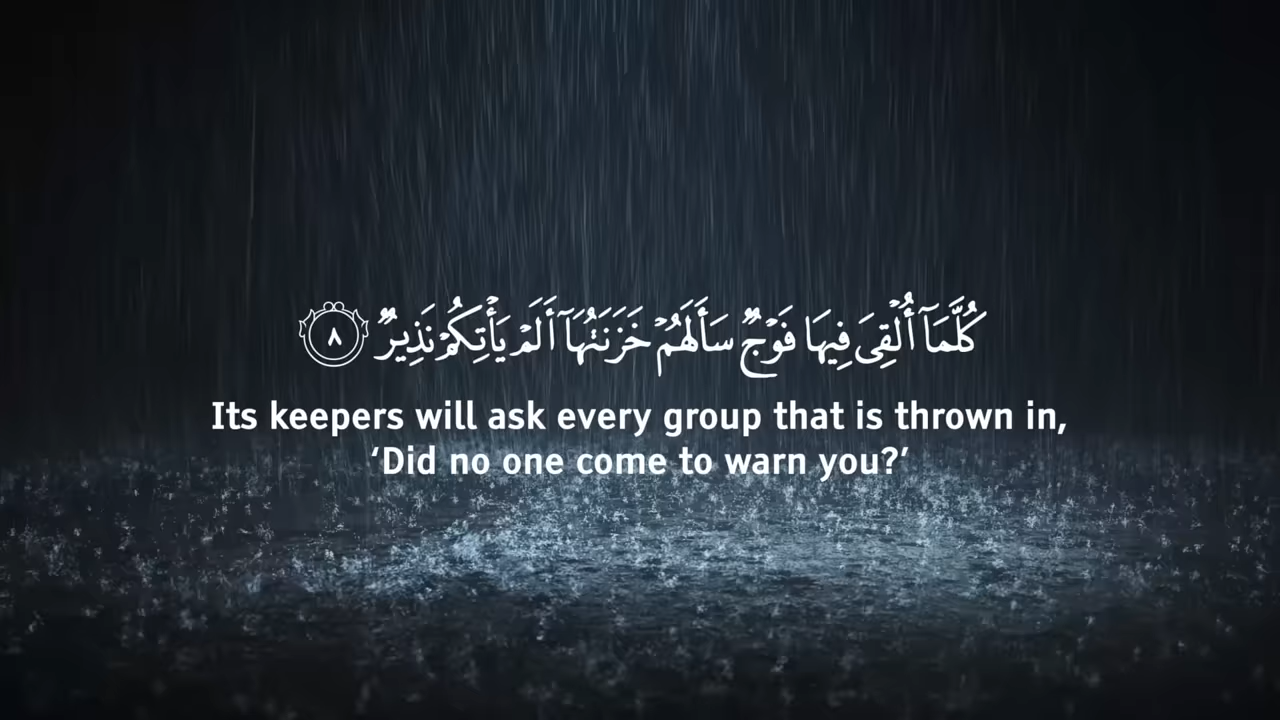 كُلَّمَآ أُلْقِىَ فِيهَا فَوْجٌ سَأَلَهُمْ خَزَنَتُهَآ أَلَمْ يَأْتِكُمْ نَذِيرٌ ٨
Its keepers will ask every group that is thrown in,
‘Did no one come to warn you?’